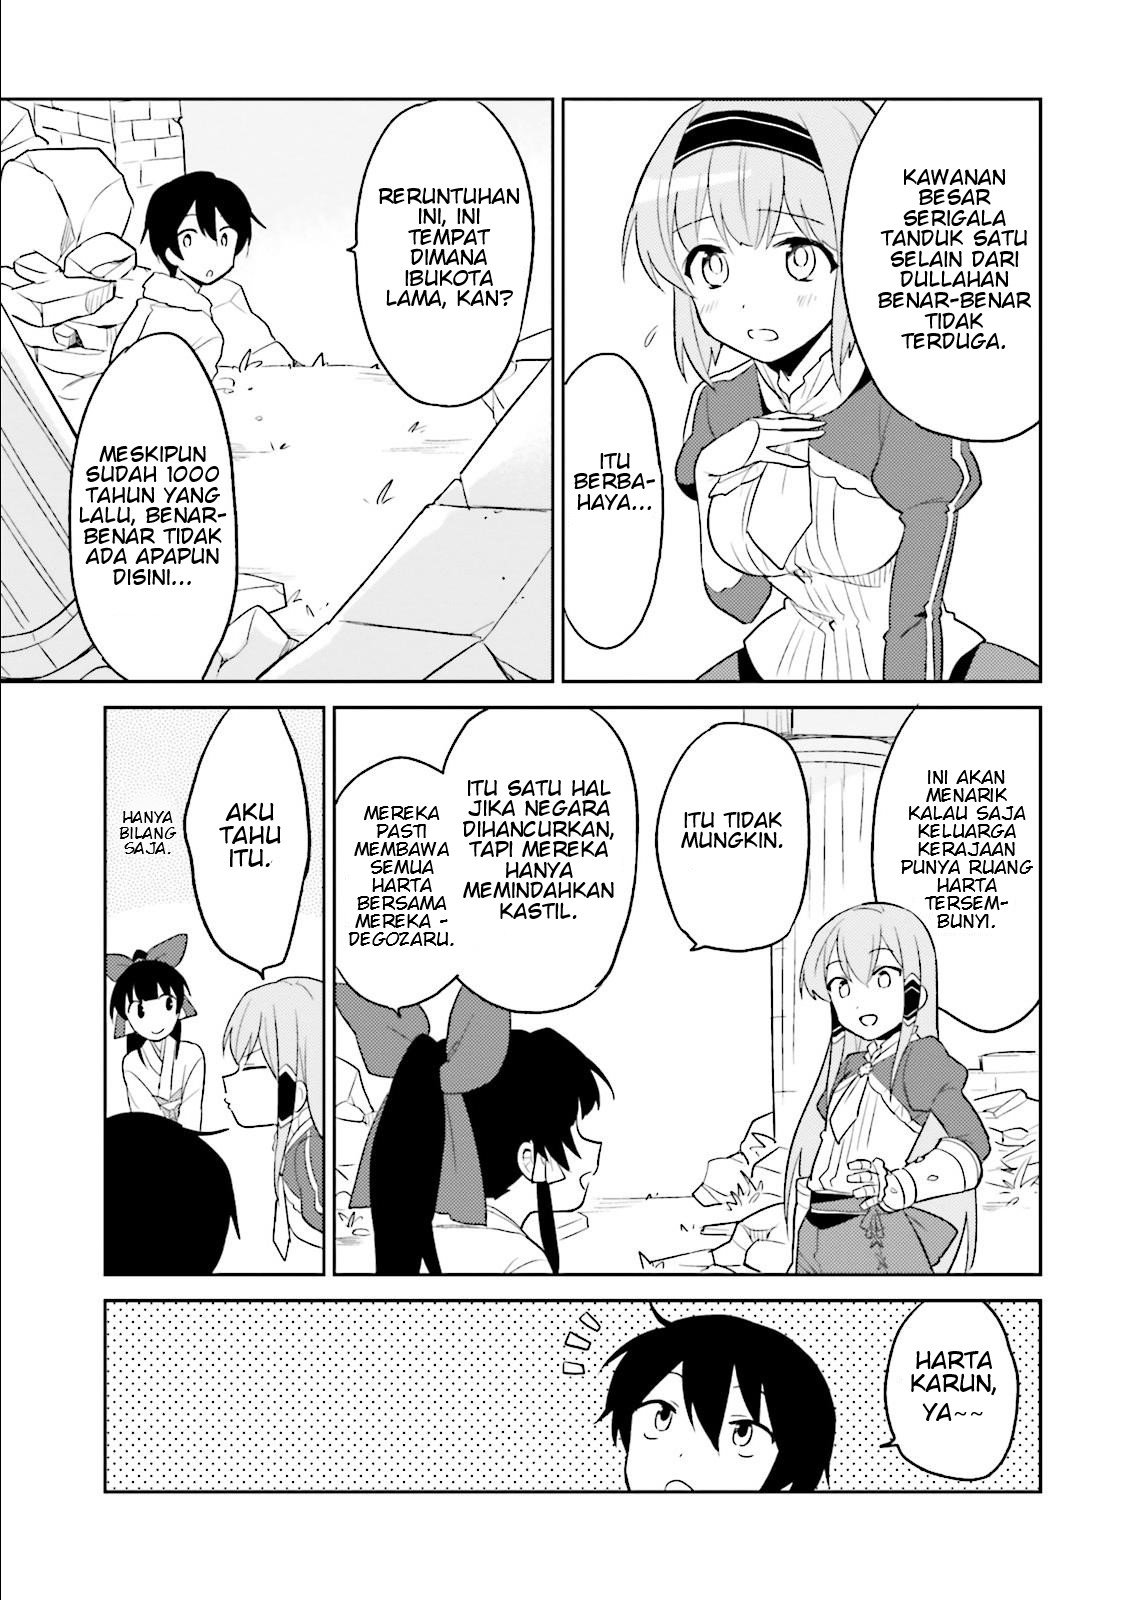 KAWANAN
BESAR
SERIGALA
TANDUK SATU
SELAIN DARI
DULLAHAN
BENAR-BENAR
TIDAK
TERDUGA.
ITU
BERBA-
HAYA...
RERUNTUHAN
INI, INI
TEMPAT
DIMANA
IBUKOTA
LAMA, KAN?
MESKIPUN
SUDAH 1000
TAHUN YANG
LALU, BENAR-
BENAR TIDAK
ADA APAPUN
DISINI...
INI AKAN
MENARIK
KALAU SAJA
KELUARGA
KERAJAAN
PUNYA RUANG
HARTA
TERSEM-
BUNYI.
ITU TIDAK
MUNGKIN.
ITU SATU HAL
JIKA NEGARA
DIHANCURKAN,
TAPI MEREKA
HANYA
MEMINDAHKAN
KASTIL.
MEREKA
PASTI
MEMBAWA
SEMUA
HARTA
BERSAMA
MEREKA -
DEGOZARU.
AKU
TAHU
ITU.
HANYA
BILANG
SAJA.
HARTA
KARUN,
YA~~